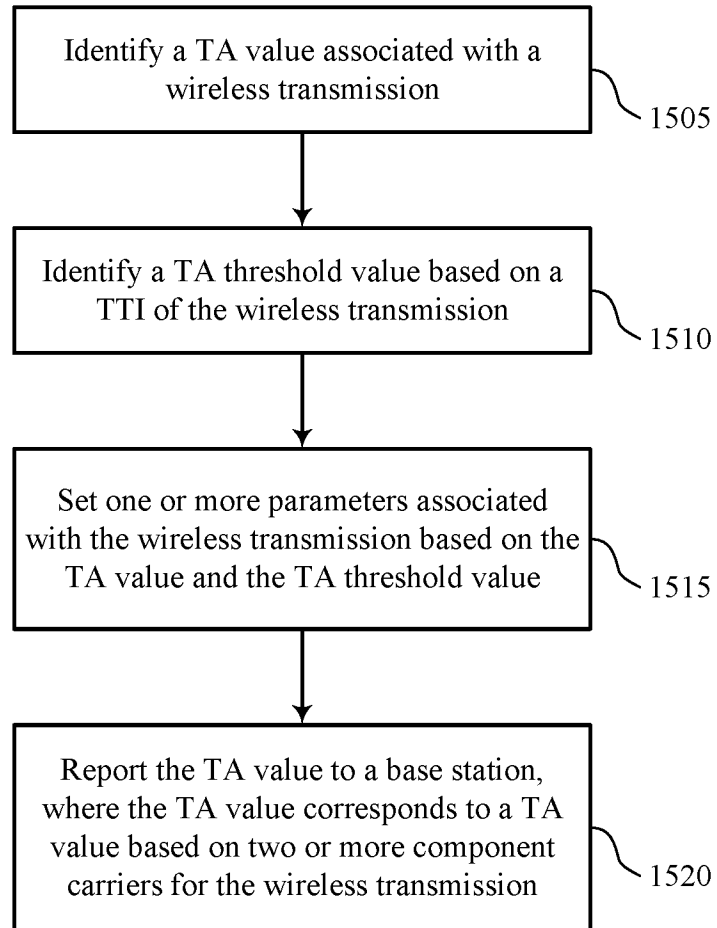 Identify a TA value associated with a
wireless transmission
1505
Identify a TA threshold value based on a
TTI of the wireless transmission
1510
Set one or more parameters associated
with the wireless transmission based on the
TA value and the TA threshold value
1515
Report the TA value to a base station,
where the TA value corresponds to a TA
value based on two or more component
carriers for the wireless transmission
1520